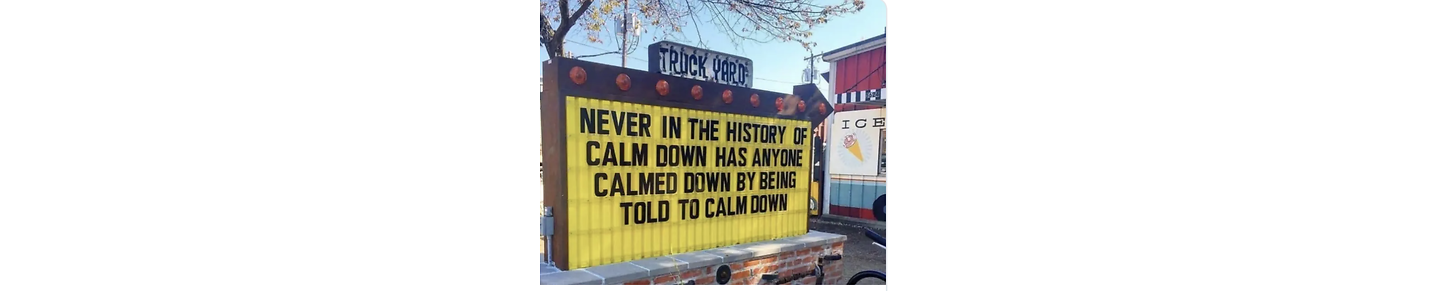 TRUCK YARD
NEVER IN THE HISTORY OF
CALM DOWN HAS ANYONE
CALMED DOWN BY BEING
TOLD TO CALM DOWN
ICE